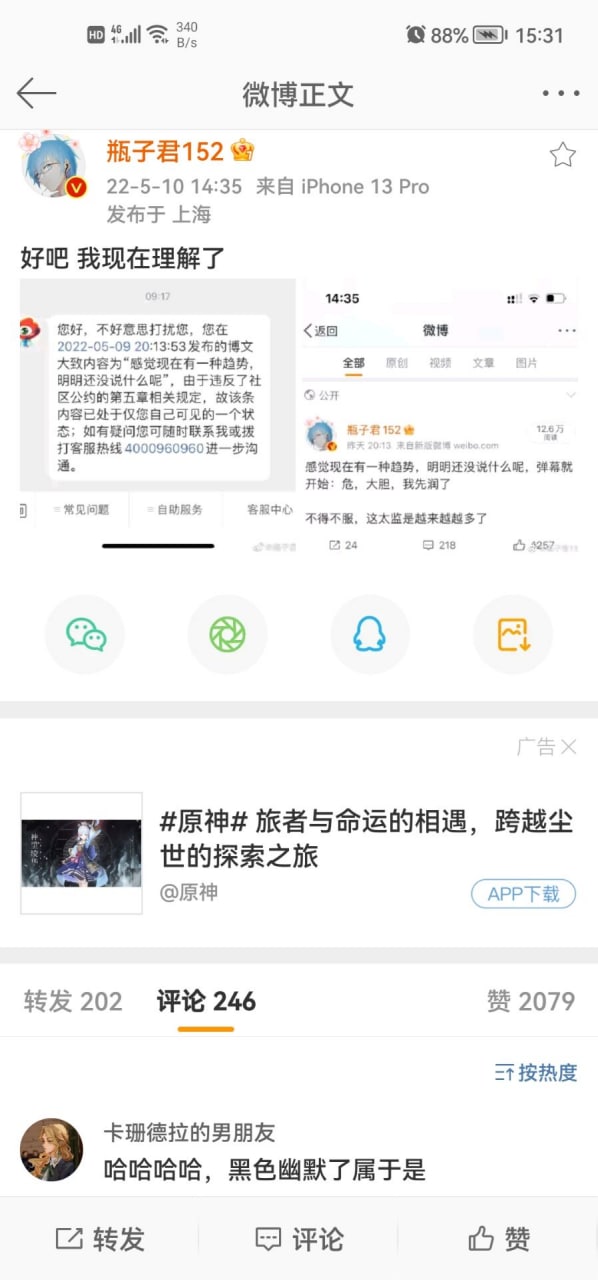 HD 4G 340 B/s 88% 15:31
微博正文
瓶子君152
22-5-10 14:35 来自 iPhone 13 Pro
发布于 上海
好吧 我现在理解了
09:17
您好，不好意思打扰您，您在
2022-05-09 20:13:53发布的博文
大致内容为“感觉现在有一种趋势，
明明还没说什么呢”，由于违反了社
区公约的第五章相关规定，故该条
内容已处于仅您自己可见的一个状
态；如有疑问您可随时联系我或拨
打客服热线4000960960进一步沟
通。
常见问题 自助服务 客服中心
14:35
返回 微博
全部 原创 视频 文章 图片
公开
瓶子君152
昨天 20:13 来自新版微博 weibo.com
12.6万
阅读
感觉现在有一种趋势，明明还没说什么呢，弹幕就
开始：危，大胆，我先润了
不得不服，这太监是越来越越多了
24 218
广告
#原神# 旅者与命运的相遇，跨越尘
世的探索之旅
@原神
APP下载
转发 202 评论 246 赞 2079
按热度
卡珊德拉的男朋友
哈哈哈哈，黑色幽默了属于是
转发 评论 赞